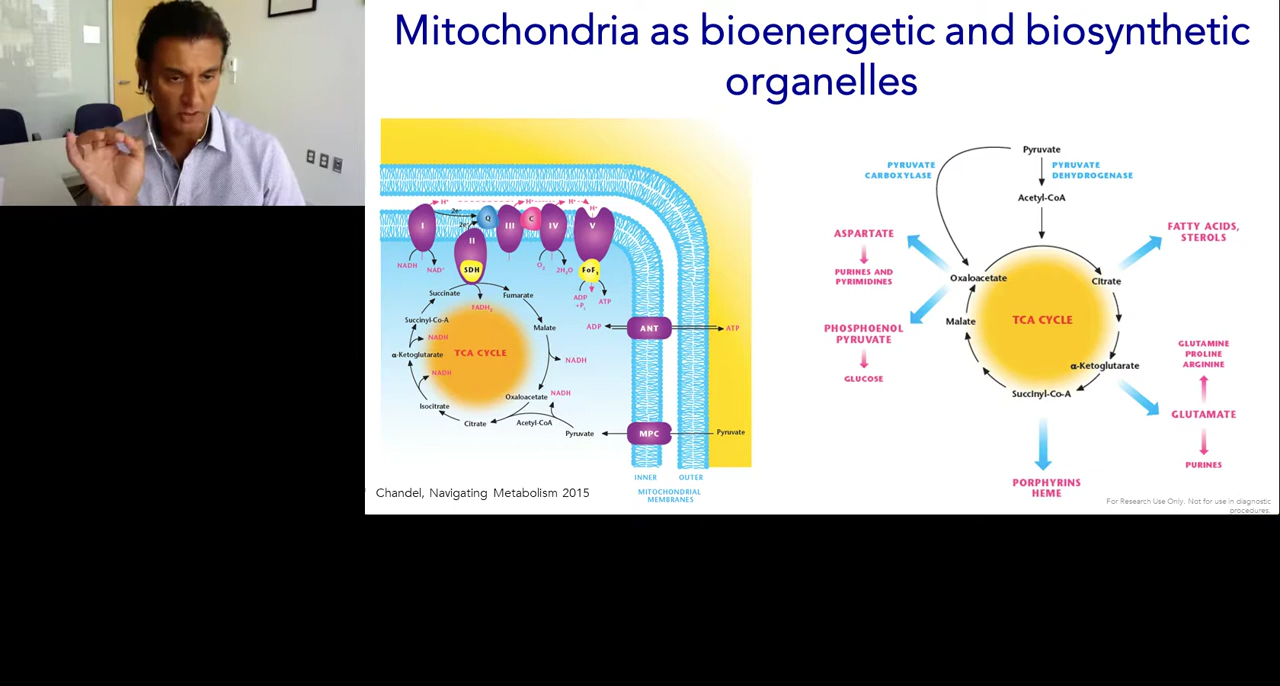 Mitochondria as bioenergetic and biosynthetic
organelles
H⁺
H⁺
H⁺
H⁺
2e⁻
I
Q
III
C
IV
V
II
SDH
NADH
NAD⁺
O₂
2H₂O
FoF₁
ADP
+Pᵢ
ATP
Succinate
Fumarate
FADH₂
Succinyl-Co-A
Malate
NADH
α-Ketoglutarate
TCA CYCLE
NADH
NADH
Isocitrate
Oxaloacetate
NADH
Citrate
Acetyl-CoA
Pyruvate
ADP
ANT
ATP
MPC
Pyruvate
INNER
OUTER
MITOCHONDRIAL
MEMBRANES
Chandel, Navigating Metabolism 2015
Pyruvate
PYRUVATE
CARBOXYLASE
PYRUVATE
DEHYDROGENASE
Acetyl-CoA
ASPARTATE
PURINES AND
PYRIMIDINES
FATTY ACIDS,
STEROLS
Oxaloacetate
Citrate
Malate
TCA CYCLE
PHOSPHOENOL
PYRUVATE
GLUCOSE
α-Ketoglutarate
Succinyl-Co-A
GLUTAMINE
PROLINE
ARGININE
GLUTAMATE
PURINES
PORPHYRINS
HEME
For Research Use Only. Not for use in diagnostic
procedures.